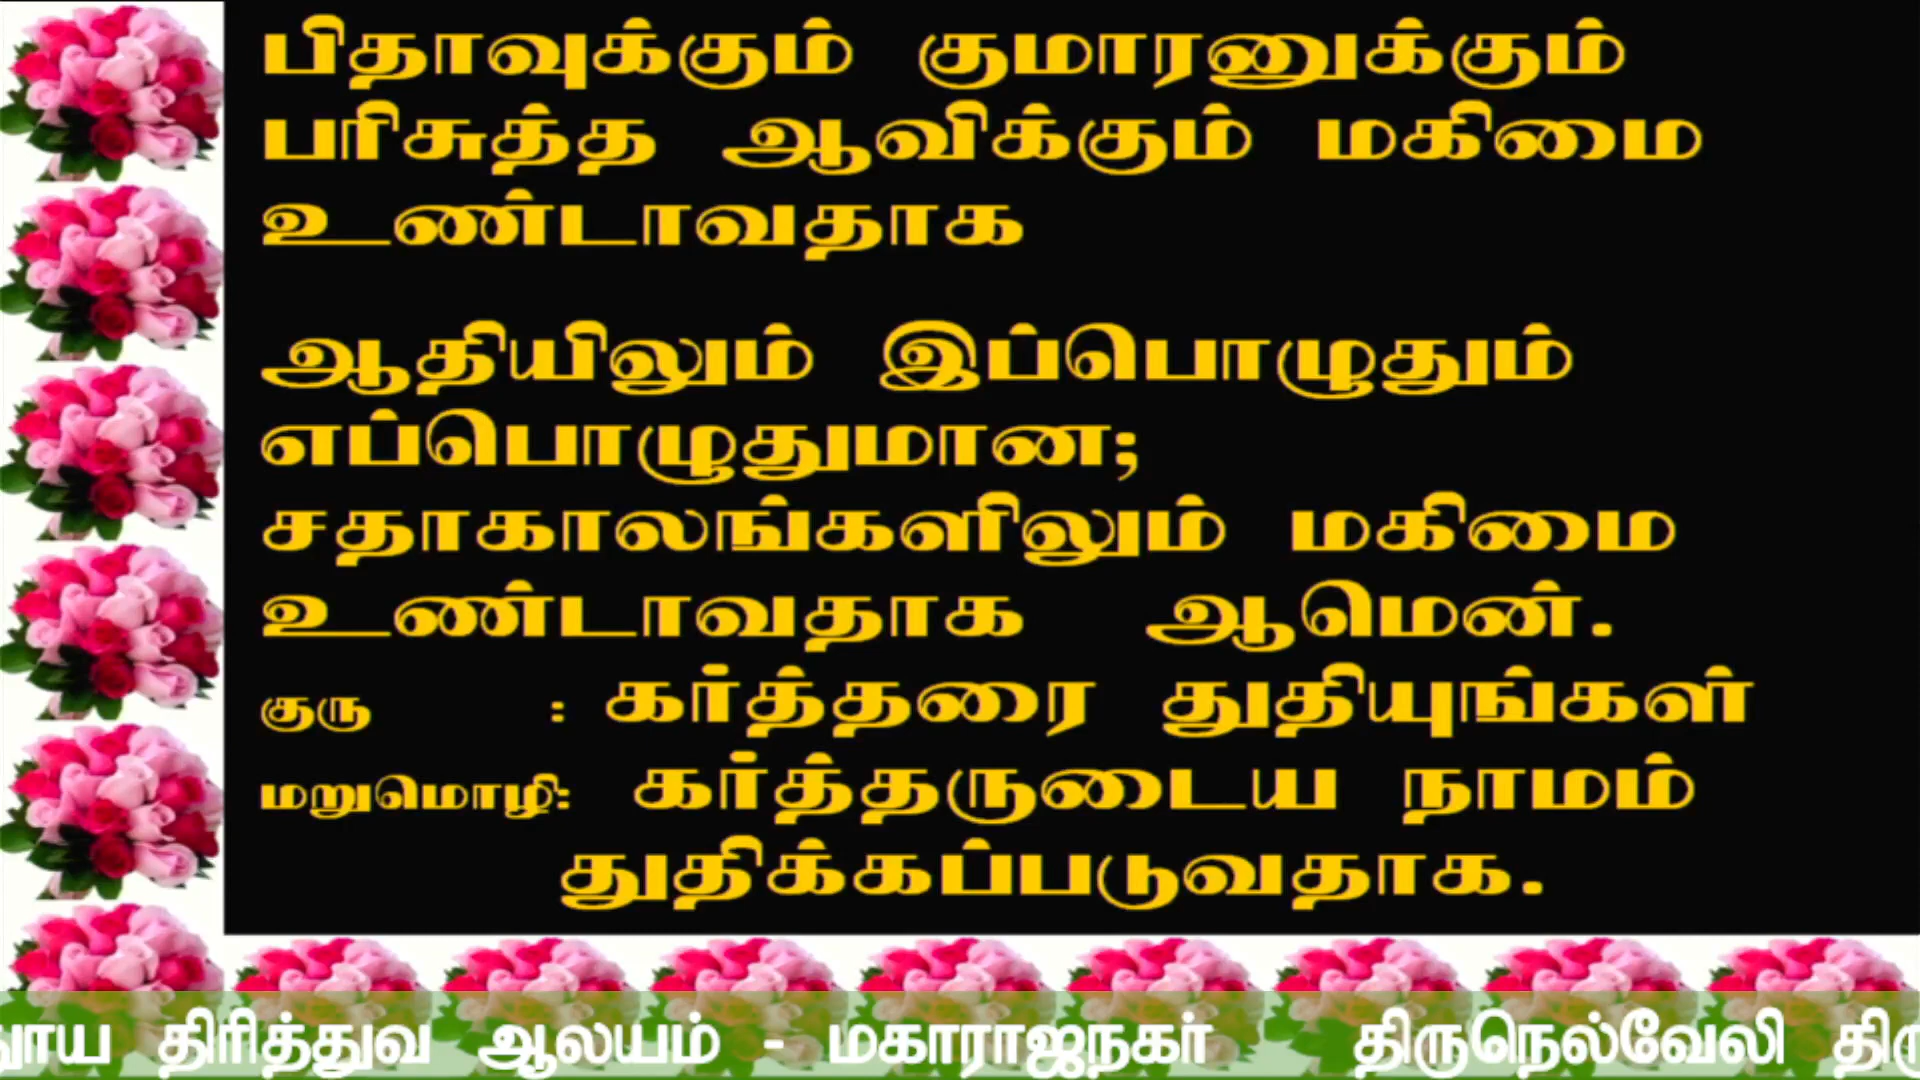 பிதாவுக்கும் குமாரனுக்கும்
பரிசுத்த ஆவிக்கும் மகிமை
உண்டாவதாக
ஆதியிலும் இப்பொழுதும்
எப்பொழுதுமான;
சதாகாலங்களிலும் மகிமை
உண்டாவதாக ஆமென்.
குரு : கர்த்தரை துதியுங்கள்
மறுமொழி: கர்த்தருடைய நாமம்
துதிக்கப்படுவதாக.
தூய திரித்துவ ஆலயம் - மகாராஜநகர் திருநெல்வேலி